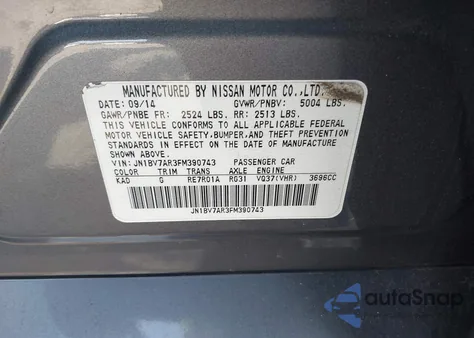 MANUFACTURED BY NISSAN MOTOR CO.,LTD.
DATE: 09/14 GVWR/PNBV: 5004 LBS.
GAWR/PNBE FR: 2524 LBS. RR: 2513 LBS.
THIS VEHICLE CONFORMS TO ALL APPLICABLE FEDERAL
MOTOR VEHICLE SAFETY,BUMPER,AND THEFT PREVENTION
STANDARDS IN EFFECT ON THE DATE OF MANUFACTURE
SHOWN ABOVE.
VIN: JN1BV7AR3FM390743 PASSENGER CAR
COLOR TRIM TRANS AXLE ENGINE
KAD G RE7R01A RG31 VQ37(VHR) 3696CC
JN1BV7AR3FM390743
autoSnap